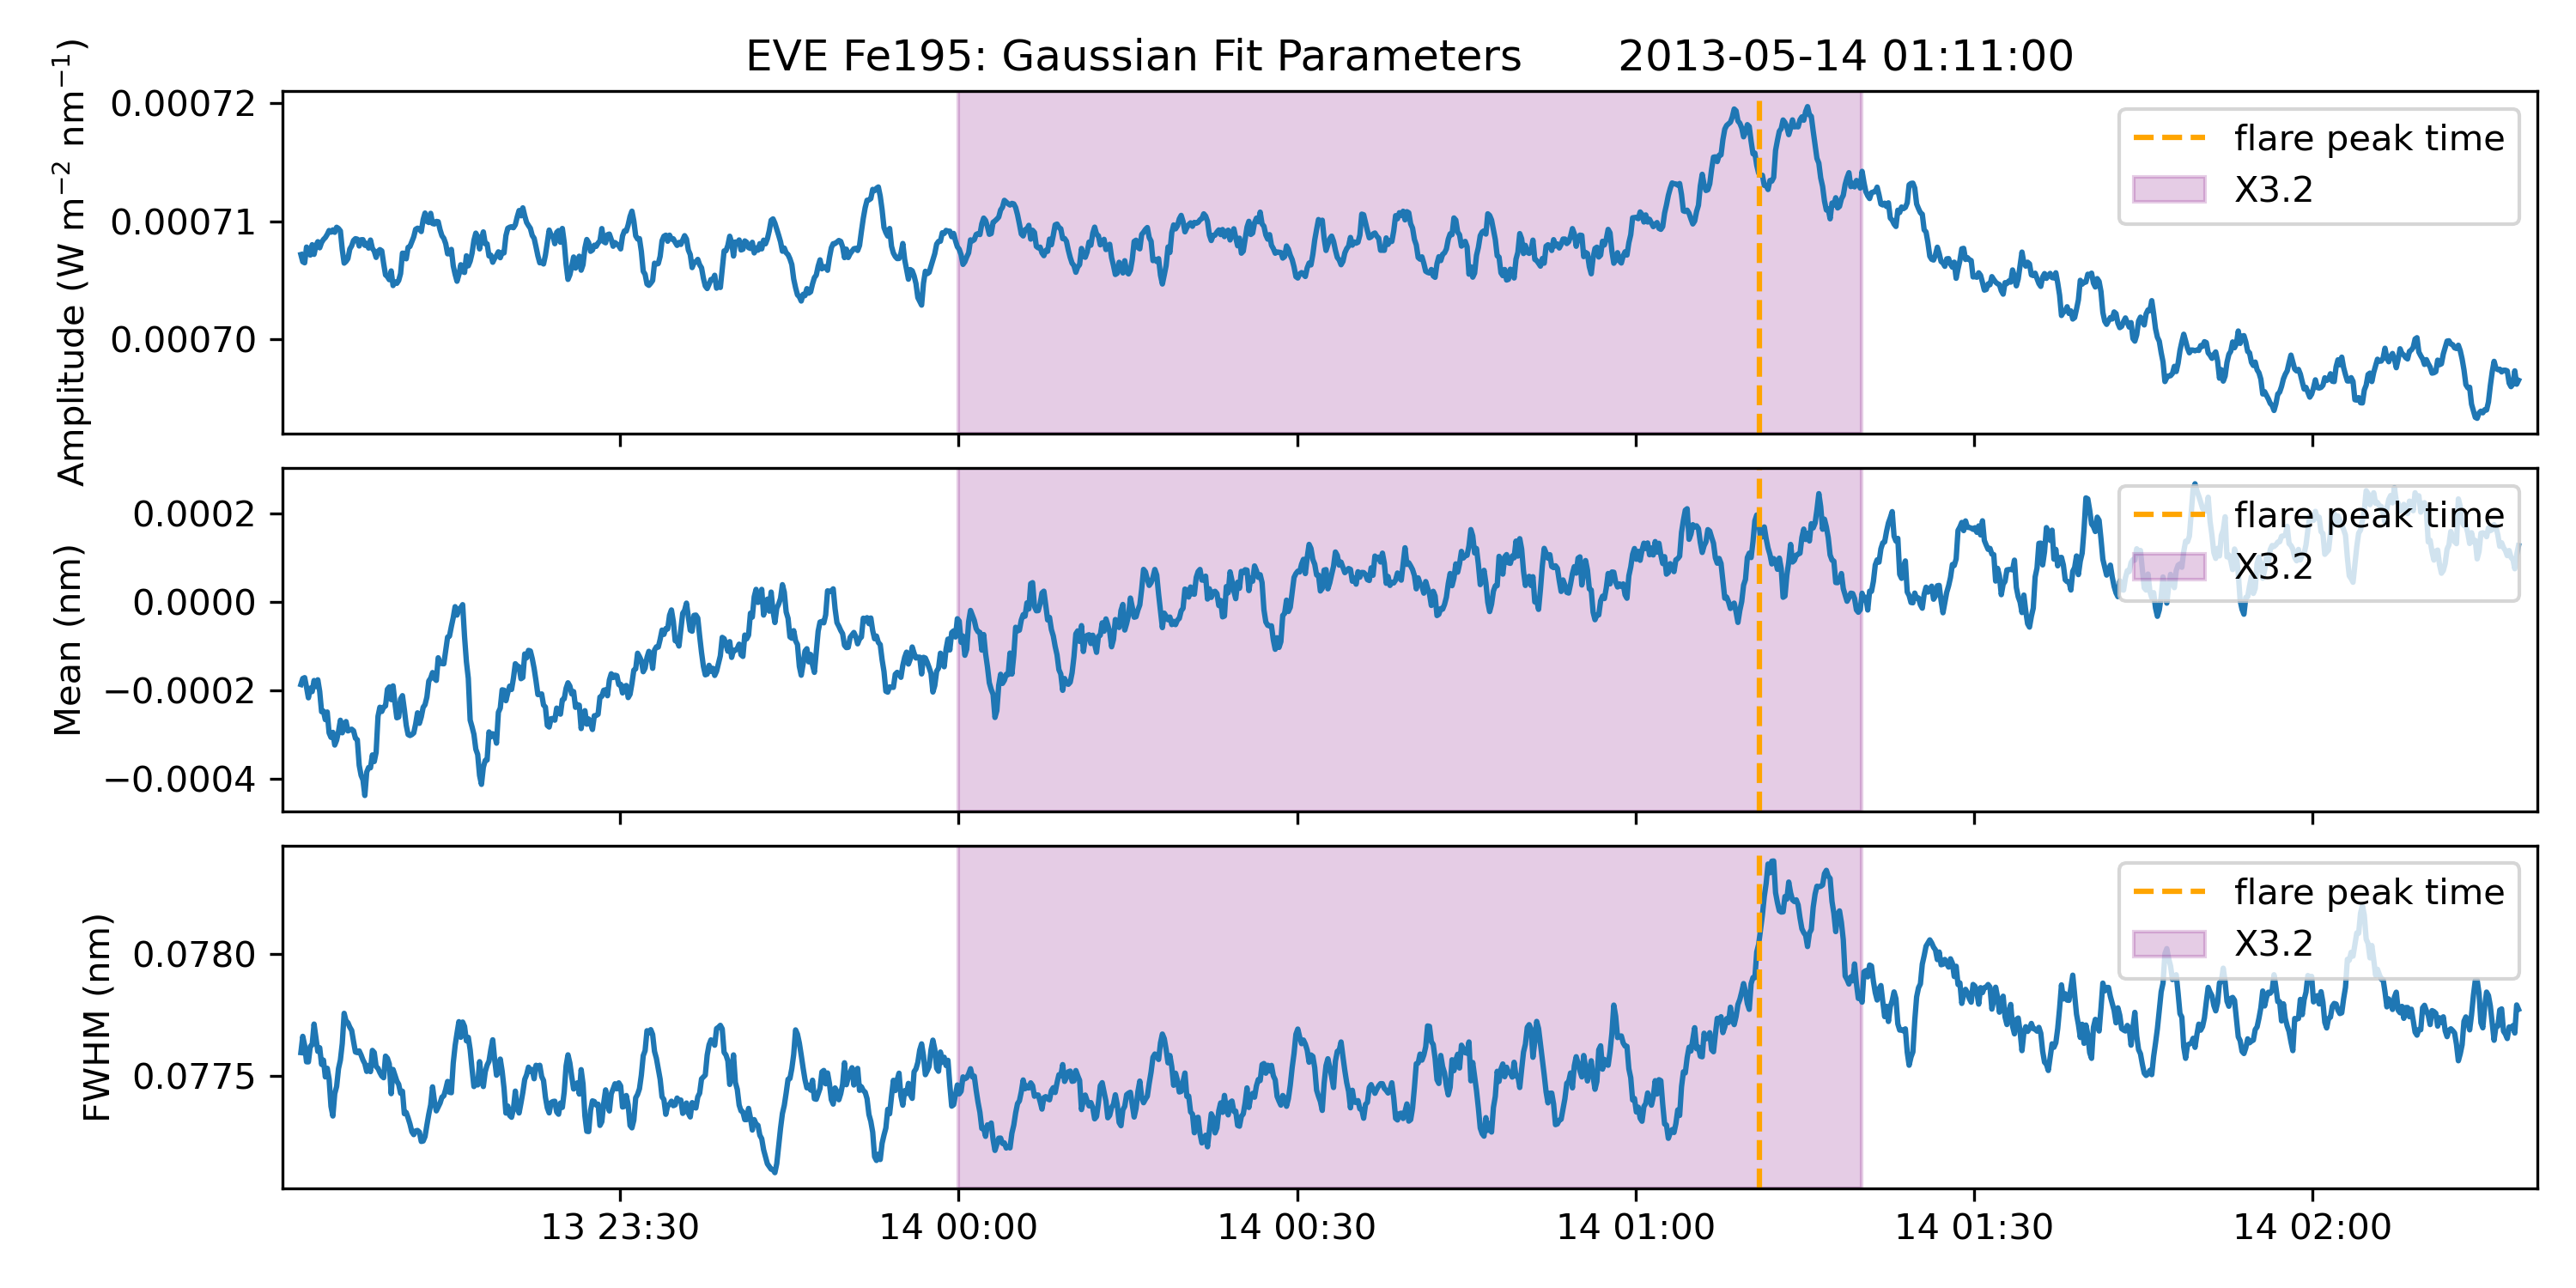 EVE Fe195: Gaussian Fit Parameters 2013-05-14 01:11:00
Amplitude (W m⁻² nm⁻¹)
0.00072
0.00071
0.00070
flare peak time
X3.2
Mean (nm)
0.0002
0.0000
−0.0002
−0.0004
flare peak time
X3.2
FWHM (nm)
0.0780
0.0775
flare peak time
X3.2
13 23:30 14 00:00 14 00:30 14 01:00 14 01:30 14 02:00